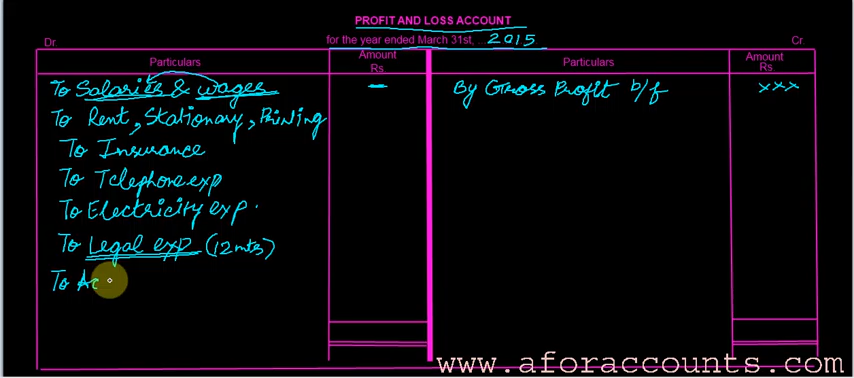 PROFIT AND LOSS ACCOUNT
for the year ended March 31st, ... 2015
Dr.
Cr
Particulars
Amount
Rs.
Particulars
Amount
Rs.
To Salaries & wages
—
By Gross Profit b/f
xxx
To Rent, Stationary, Printing
To Insurance
To Telephone exp
To Electricity exp.
To Legal exp (12 mts)
To Ac
www.aforaccounts.com